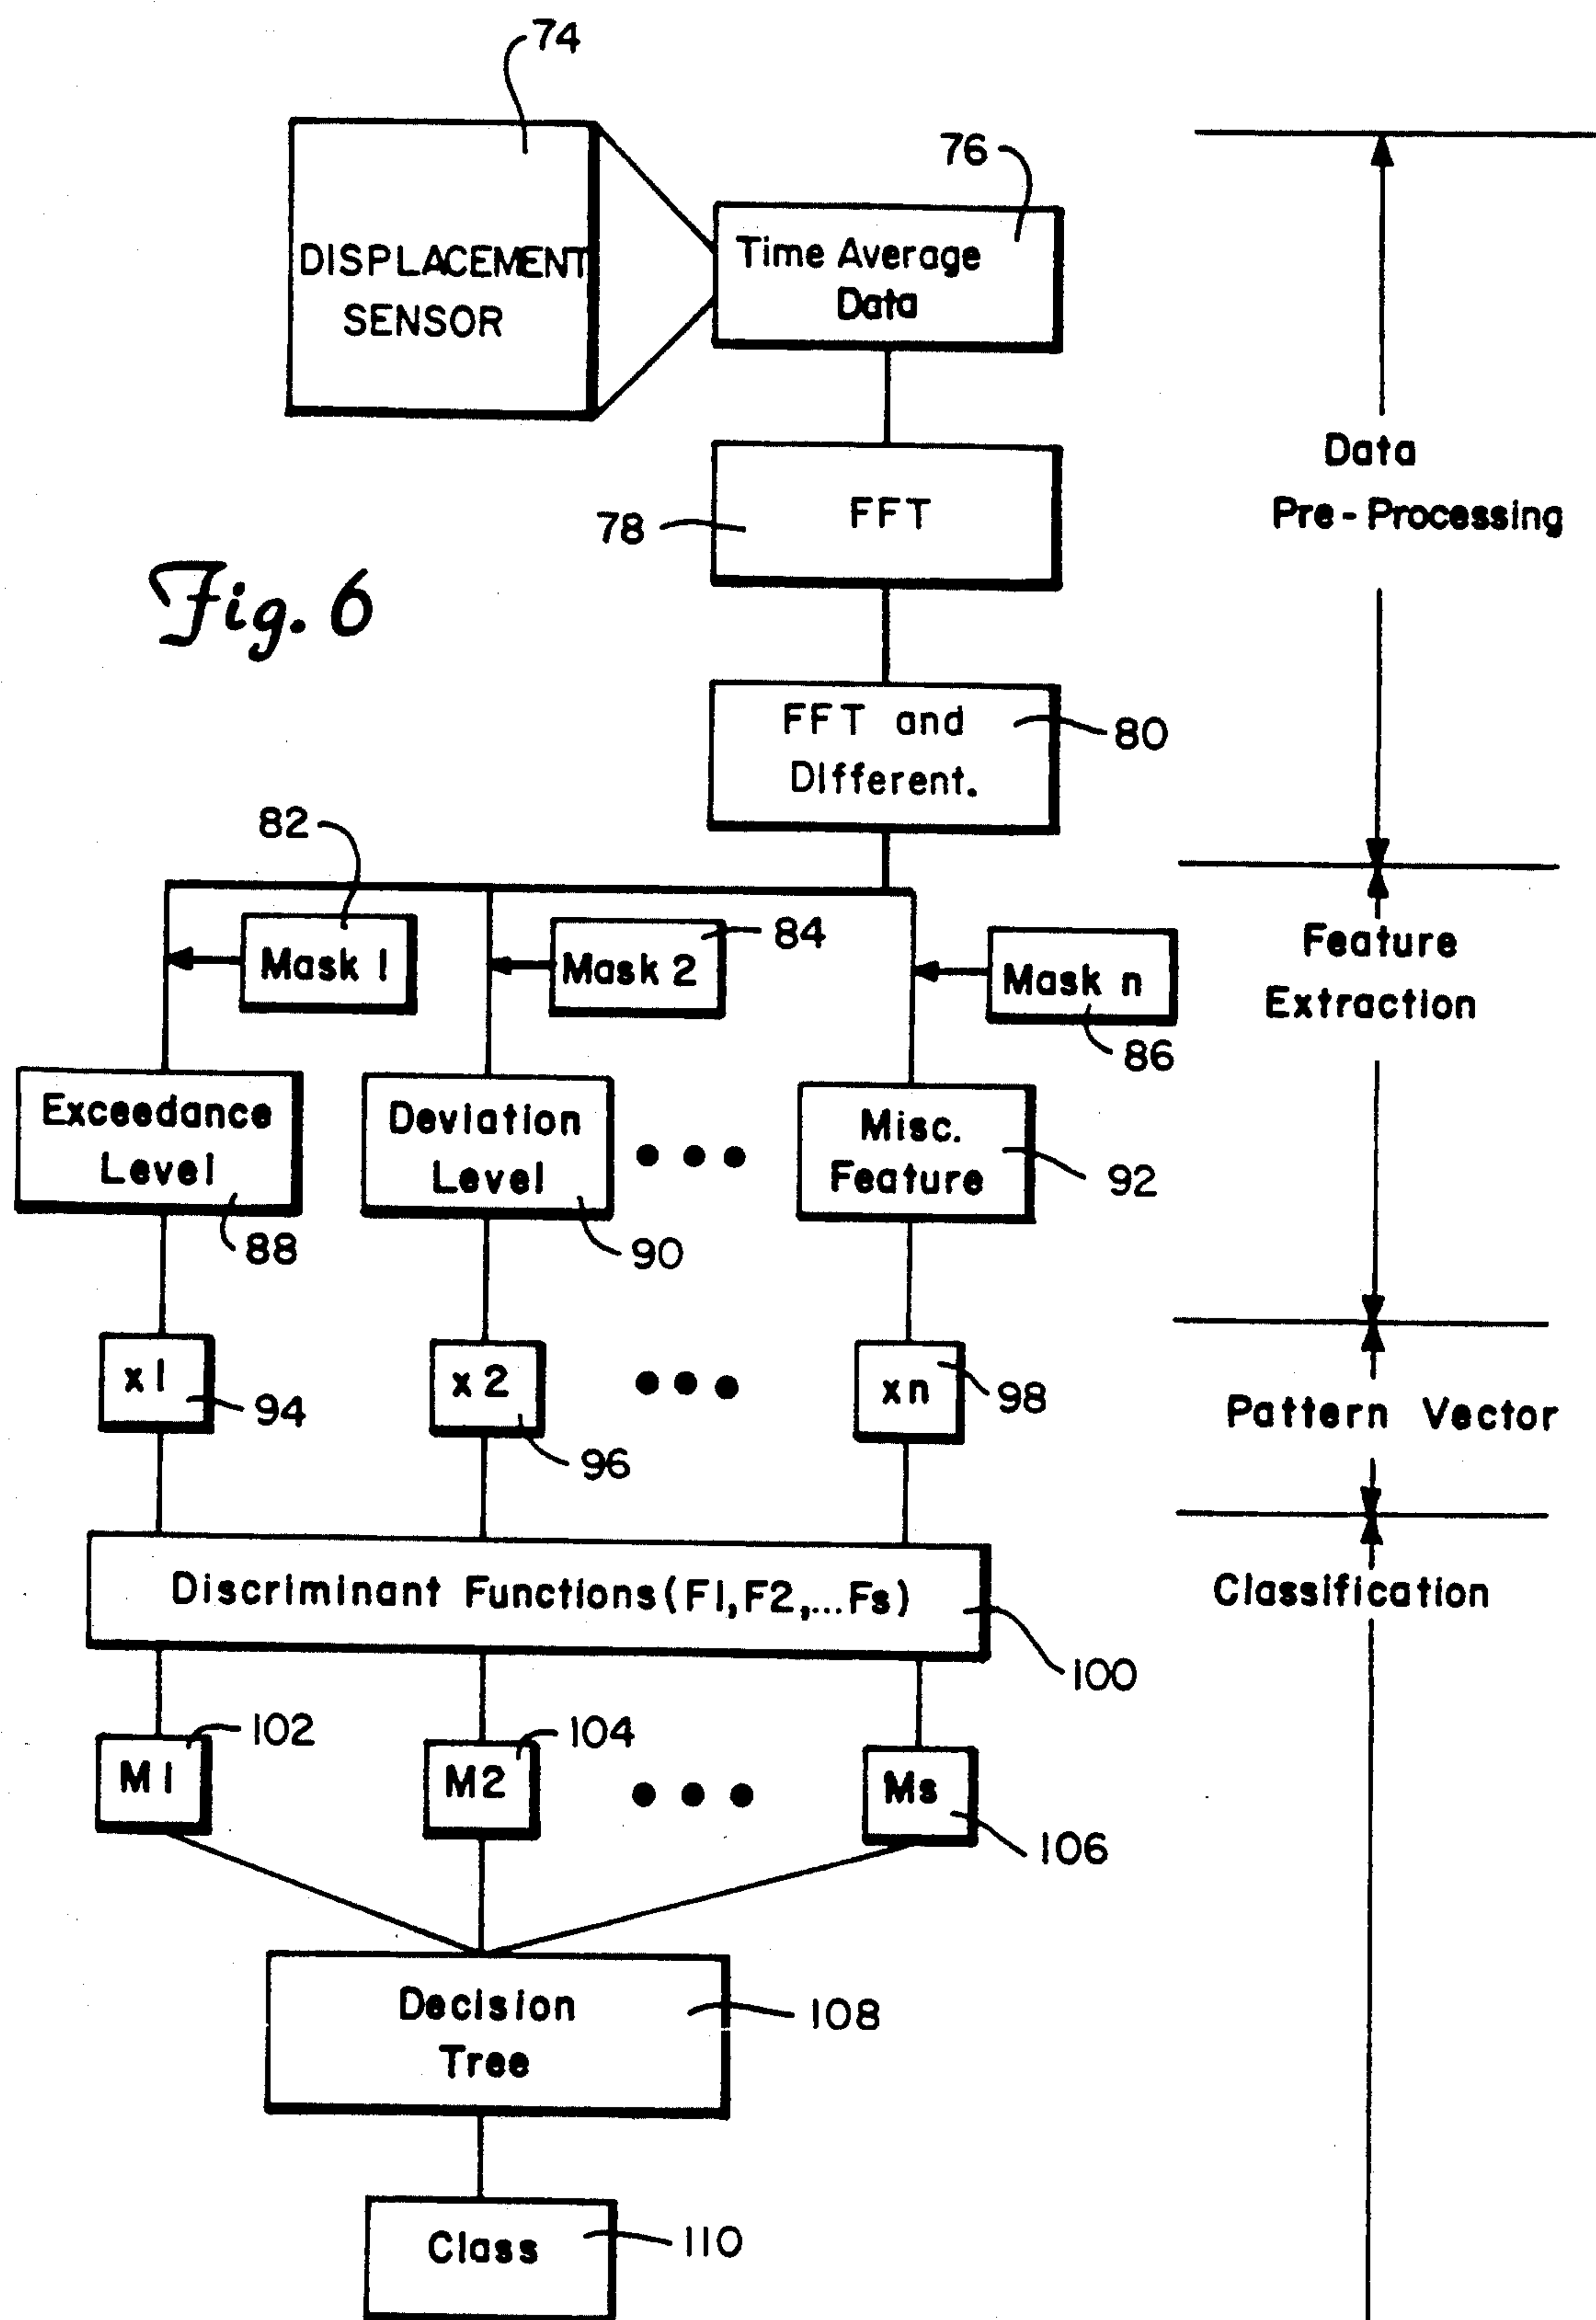 74
76
DISPLACEMENT
SENSOR
Time Average
Data
Data
Pre-Processing
78
FFT
Fig. 6
FFT and
Different.
80
82
Mask 1
84
Mask 2
Mask n
86
Feature
Extraction
Exceedance
Level
88
Deviation
Level
90
•••
Misc.
Feature
92
x1
94
x2
96
•••
xn
98
Pattern Vector
Discriminant Functions(F1,F2,...Fs)
100
Classification
M1
102
M2
104
•••
Ms
106
Decision
Tree
108
Class
110